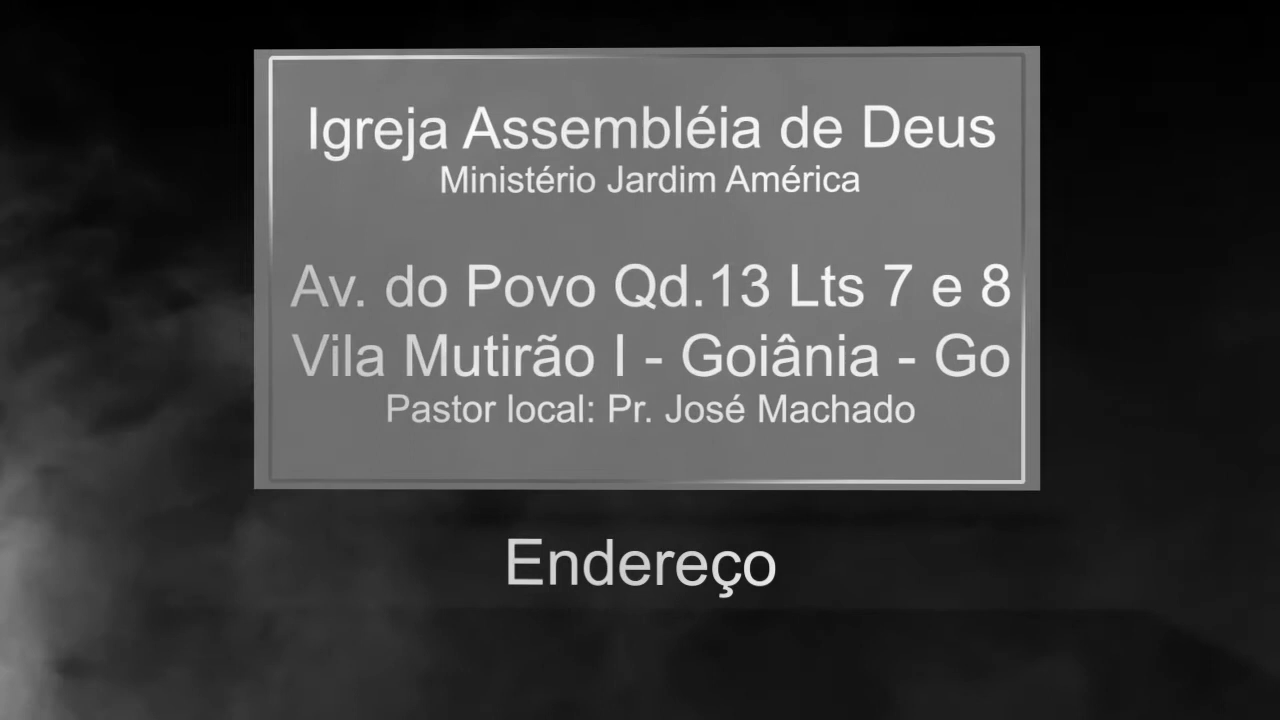 Igreja Assembléia de Deus
Ministério Jardim América
Av. do Povo Qd.13 Lts 7 e 8
Vila Mutirão I - Goiânia - Go
Pastor local: Pr. José Machado
Endereço